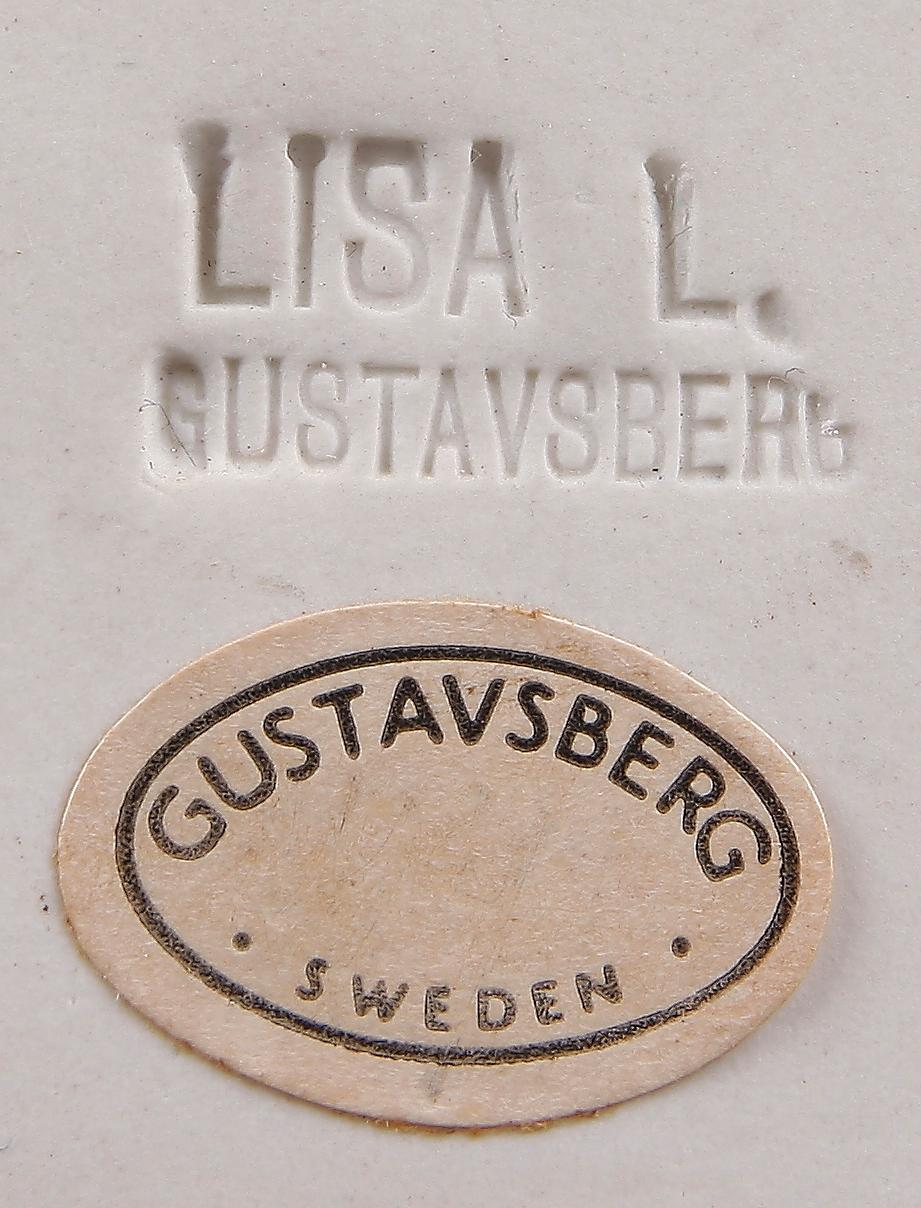 LISA L.
GUSTAVSBERG
GUSTAVSBERG
• SWEDEN •